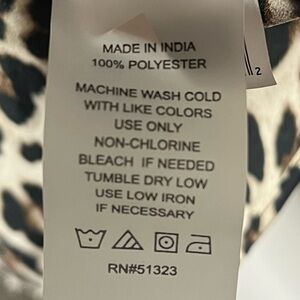 MADE IN INDIA
100% POLYESTER
MACHINE WASH COLD
WITH LIKE COLORS
USE ONLY
NON-CHLORINE
BLEACH IF NEEDED
TUMBLE DRY LOW
USE LOW IRON
IF NECESSARY
RN#51323
2